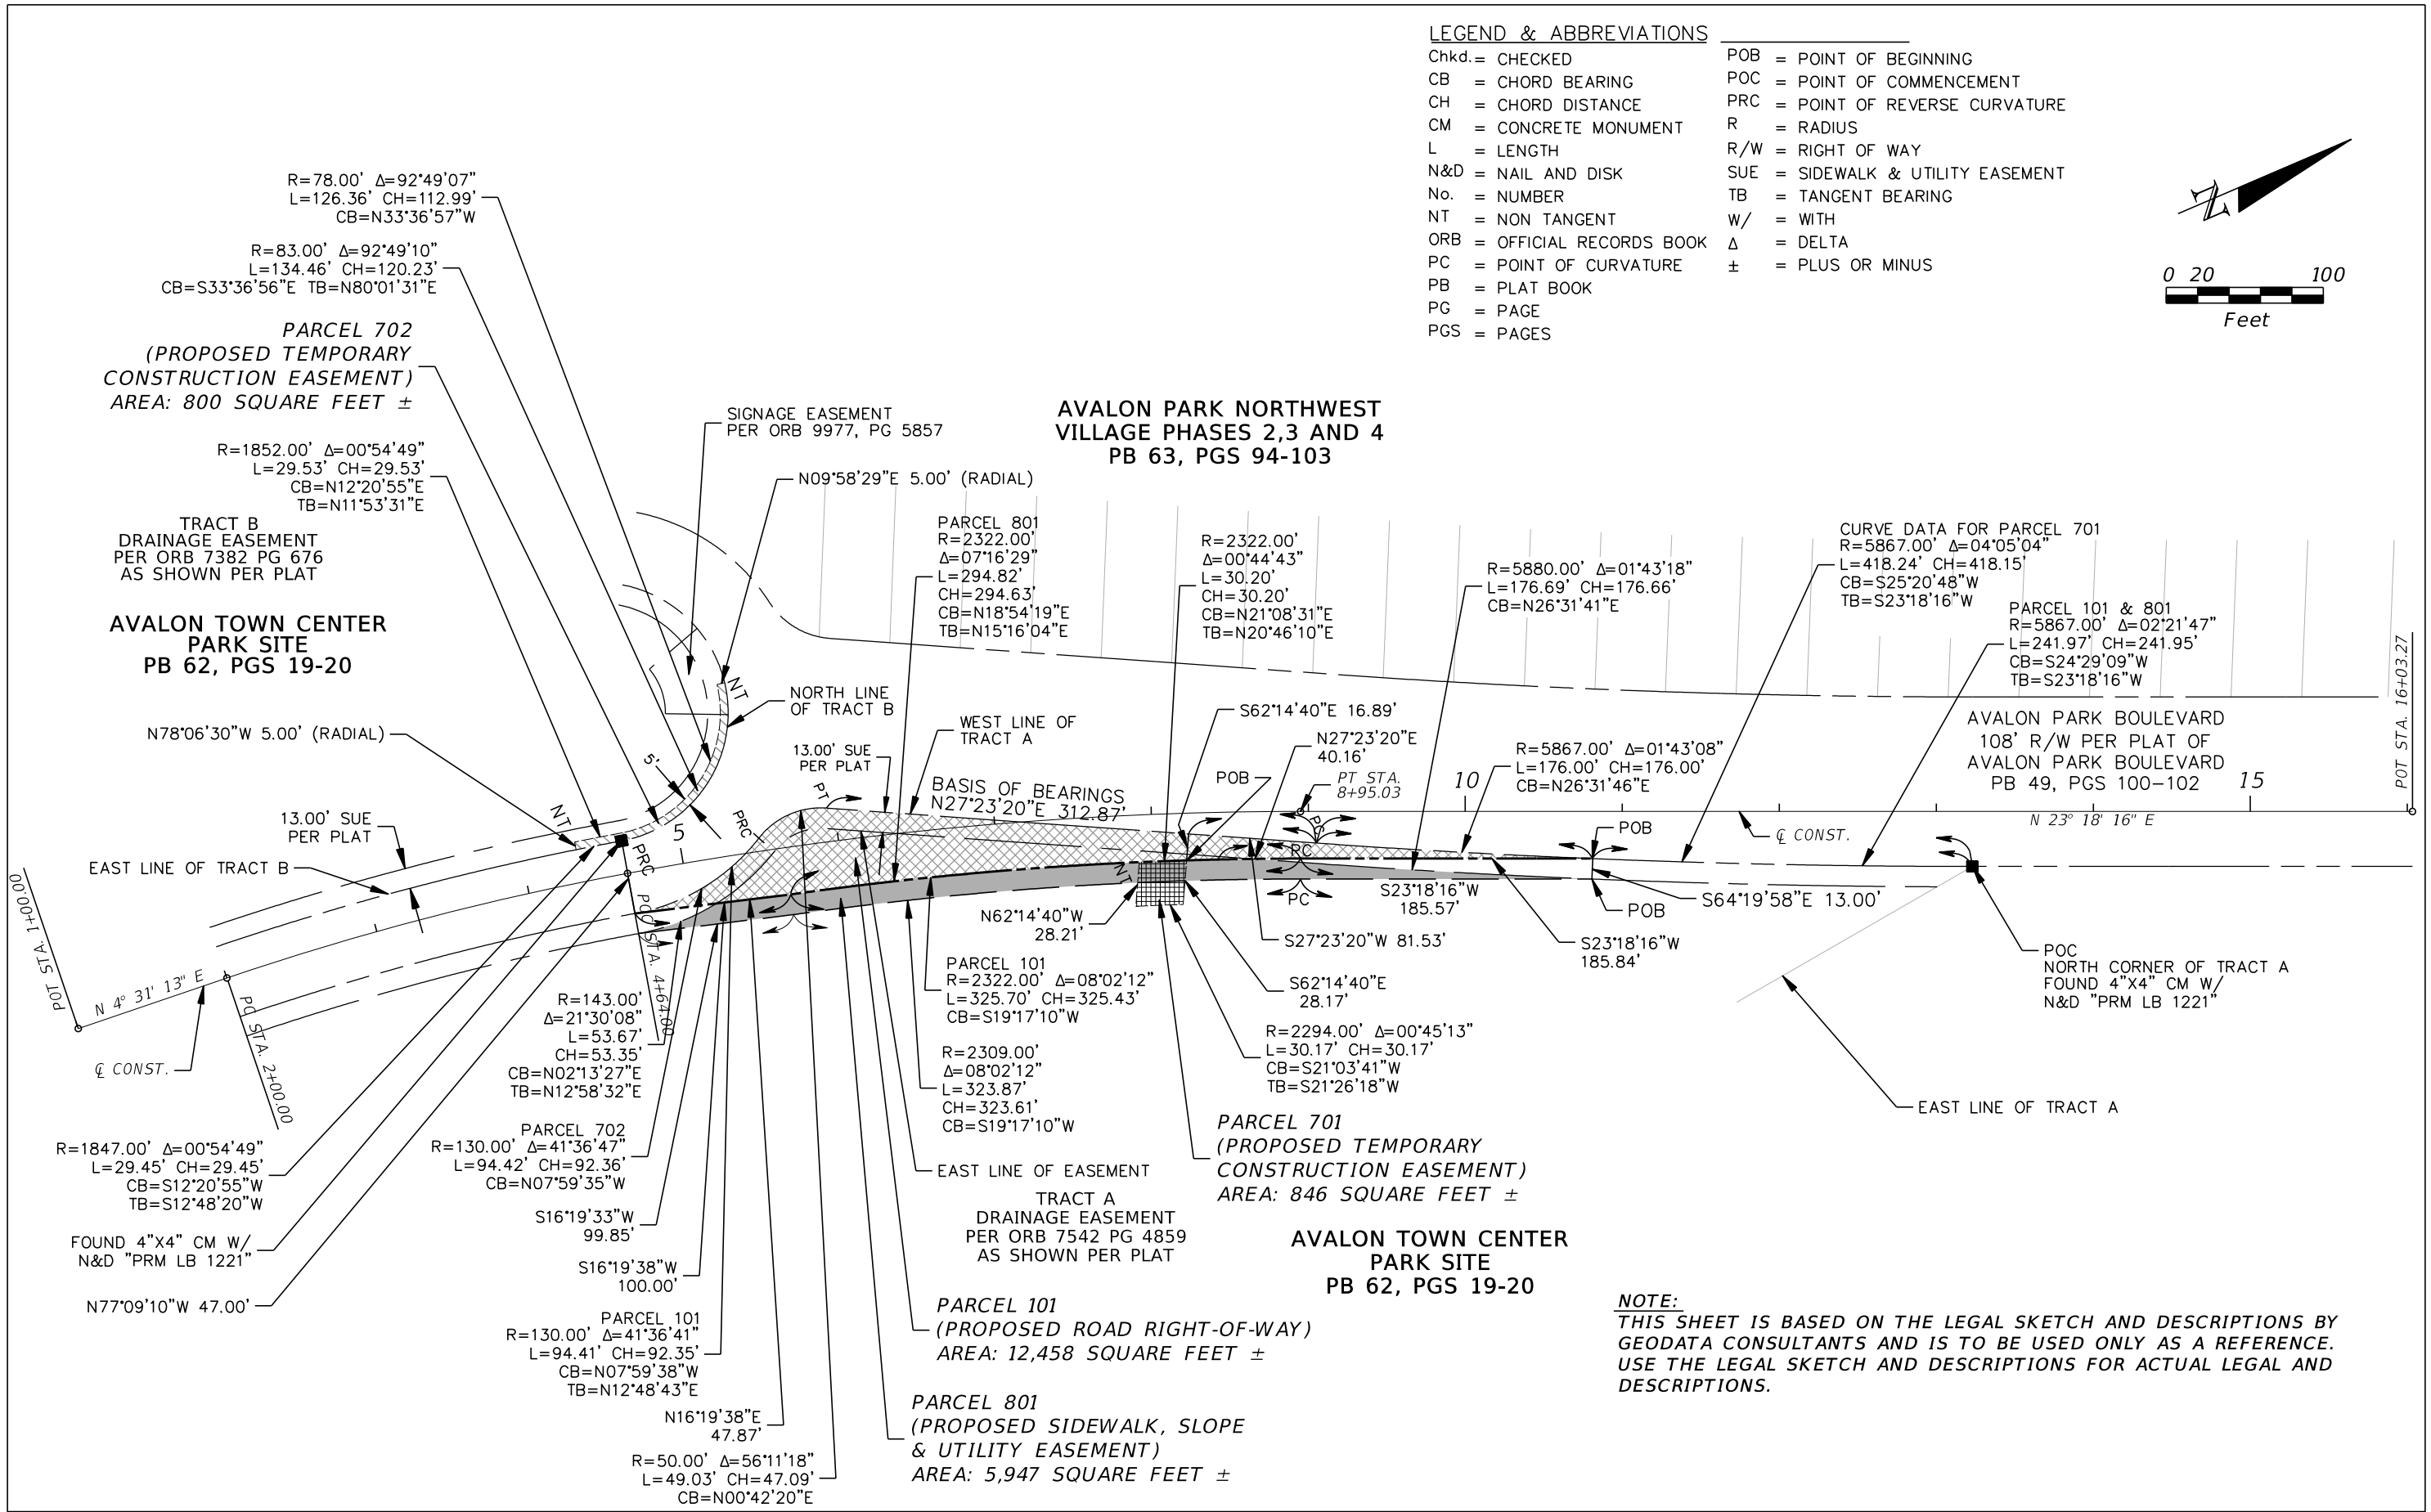 LEGEND & ABBREVIATIONS
Chkd. = CHECKED
CB = CHORD BEARING
CH = CHORD DISTANCE
CM = CONCRETE MONUMENT
L = LENGTH
N&D = NAIL AND DISK
No. = NUMBER
NT = NON TANGENT
ORB = OFFICIAL RECORDS BOOK
PC = POINT OF CURVATURE
PB = PLAT BOOK
PG = PAGE
PGS = PAGES
POB = POINT OF BEGINNING
POC = POINT OF COMMENCEMENT
PRC = POINT OF REVERSE CURVATURE
R = RADIUS
R/W = RIGHT OF WAY
SUE = SIDEWALK & UTILITY EASEMENT
TB = TANGENT BEARING
W/ = WITH
Δ = DELTA
± = PLUS OR MINUS
N
0 20 100
Feet
R=78.00' Δ=92°49'07"
L=126.36' CH=112.99'
CB=N33°36'57"W
R=83.00' Δ=92°49'10"
L=134.46' CH=120.23'
CB=S33°36'56"E TB=N80°01'31"E
PARCEL 702
(PROPOSED TEMPORARY
CONSTRUCTION EASEMENT)
AREA: 800 SQUARE FEET ±
R=1852.00' Δ=00°54'49"
L=29.53' CH=29.53'
CB=N12°20'55"E
TB=N11°53'31"E
TRACT B
DRAINAGE EASEMENT
PER ORB 7382 PG 676
AS SHOWN PER PLAT
AVALON TOWN CENTER
PARK SITE
PB 62, PGS 19-20
N78°06'30"W 5.00' (RADIAL)
13.00' SUE
PER PLAT
EAST LINE OF TRACT B
SIGNAGE EASEMENT
PER ORB 9977, PG 5857
AVALON PARK NORTHWEST
VILLAGE PHASES 2,3 AND 4
PB 63, PGS 94-103
N09°58'29"E 5.00' (RADIAL)
PARCEL 801
R=2322.00'
Δ=07°16'29"
L=294.82'
CH=294.63'
CB=N18°54'19"E
TB=N15°16'04"E
R=2322.00'
Δ=00°44'43"
L=30.20'
CH=30.20'
CB=N21°08'31"E
TB=N20°46'10"E
R=5880.00' Δ=01°43'18"
L=176.69' CH=176.66'
CB=N26°31'41"E
CURVE DATA FOR PARCEL 701
R=5867.00' Δ=04°05'04"
L=418.24' CH=418.15'
CB=S25°20'48"W
TB=S23°18'16"W
PARCEL 101 & 801
R=5867.00' Δ=02°21'47"
L=241.97' CH=241.95'
CB=S24°29'09"W
TB=S23°18'16"W
POT STA. 16+03.27
NT
NORTH LINE
OF TRACT B
WEST LINE OF
TRACT A
13.00' SUE
PER PLAT
S62°14'40"E 16.89'
N27°23'20"E
40.16'
POB
PT STA.
8+95.03
10
R=5867.00' Δ=01°43'08"
L=176.00' CH=176.00'
CB=N26°31'46"E
AVALON PARK BOULEVARD
108' R/W PER PLAT OF
AVALON PARK BOULEVARD
PB 49, PGS 100-102
15
5'
PT
BASIS OF BEARINGS
N27°23'20"E 312.87'
NT
5
PRC
PRC
PC
PC
PC
POB
℄ CONST.
N 23° 18' 16" E
POT STA. 1+00.00
N 4° 31' 13" E
PC STA. 2+00.00
℄ CONST.
PCC STA. 4+64.00
NT
N62°14'40"W
28.21'
S23°18'16"W
185.57'
POB
S64°19'58"E 13.00'
S27°23'20"W 81.53'
S23°18'16"W
185.84'
POC
NORTH CORNER OF TRACT A
FOUND 4"X4" CM W/
N&D "PRM LB 1221"
PARCEL 101
R=2322.00' Δ=08°02'12"
L=325.70' CH=325.43'
CB=S19°17'10"W
S62°14'40"E
28.17'
R=143.00'
Δ=21°30'08"
L=53.67'
CH=53.35'
CB=N02°13'27"E
TB=N12°58'32"E
R=2309.00'
Δ=08°02'12"
L=323.87'
CH=323.61'
CB=S19°17'10"W
R=2294.00' Δ=00°45'13"
L=30.17' CH=30.17'
CB=S21°03'41"W
TB=S21°26'18"W
EAST LINE OF TRACT A
R=1847.00' Δ=00°54'49"
L=29.45' CH=29.45'
CB=S12°20'55"W
TB=S12°48'20"W
PARCEL 702
R=130.00' Δ=41°36'47"
L=94.42' CH=92.36'
CB=N07°59'35"W
EAST LINE OF EASEMENT
PARCEL 701
(PROPOSED TEMPORARY
CONSTRUCTION EASEMENT)
AREA: 846 SQUARE FEET ±
S16°19'33"W
99.85'
TRACT A
DRAINAGE EASEMENT
PER ORB 7542 PG 4859
AS SHOWN PER PLAT
FOUND 4"X4" CM W/
N&D "PRM LB 1221"
S16°19'38"W
100.00'
AVALON TOWN CENTER
PARK SITE
PB 62, PGS 19-20
N77°09'10"W 47.00'
PARCEL 101
R=130.00' Δ=41°36'41"
L=94.41' CH=92.35'
CB=N07°59'38"W
TB=N12°48'43"E
PARCEL 101
(PROPOSED ROAD RIGHT-OF-WAY)
AREA: 12,458 SQUARE FEET ±
N16°19'38"E
47.87'
PARCEL 801
(PROPOSED SIDEWALK, SLOPE
& UTILITY EASEMENT)
AREA: 5,947 SQUARE FEET ±
R=50.00' Δ=56°11'18"
L=49.03' CH=47.09'
CB=N00°42'20"E
NOTE:
THIS SHEET IS BASED ON THE LEGAL SKETCH AND DESCRIPTIONS BY
GEODATA CONSULTANTS AND IS TO BE USED ONLY AS A REFERENCE.
USE THE LEGAL SKETCH AND DESCRIPTIONS FOR ACTUAL LEGAL AND
DESCRIPTIONS.